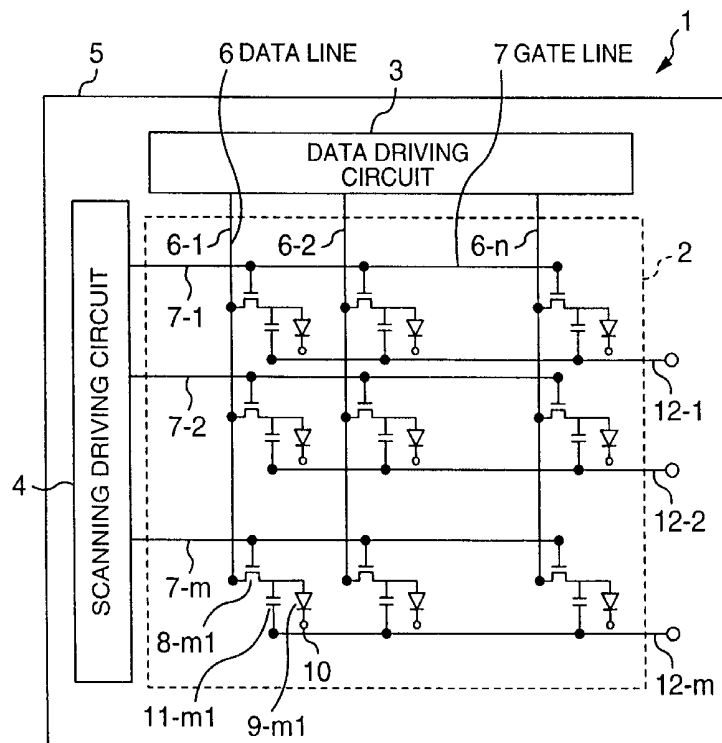 1
5
6 DATA LINE
7 GATE LINE
3
DATA DRIVING
CIRCUIT
6-1
6-2
6-n
2
7-1
12-1
7-2
4
SCANNING DRIVING CIRCUIT
12-2
7-m
8-m1
10
12-m
11-m1
9-m1